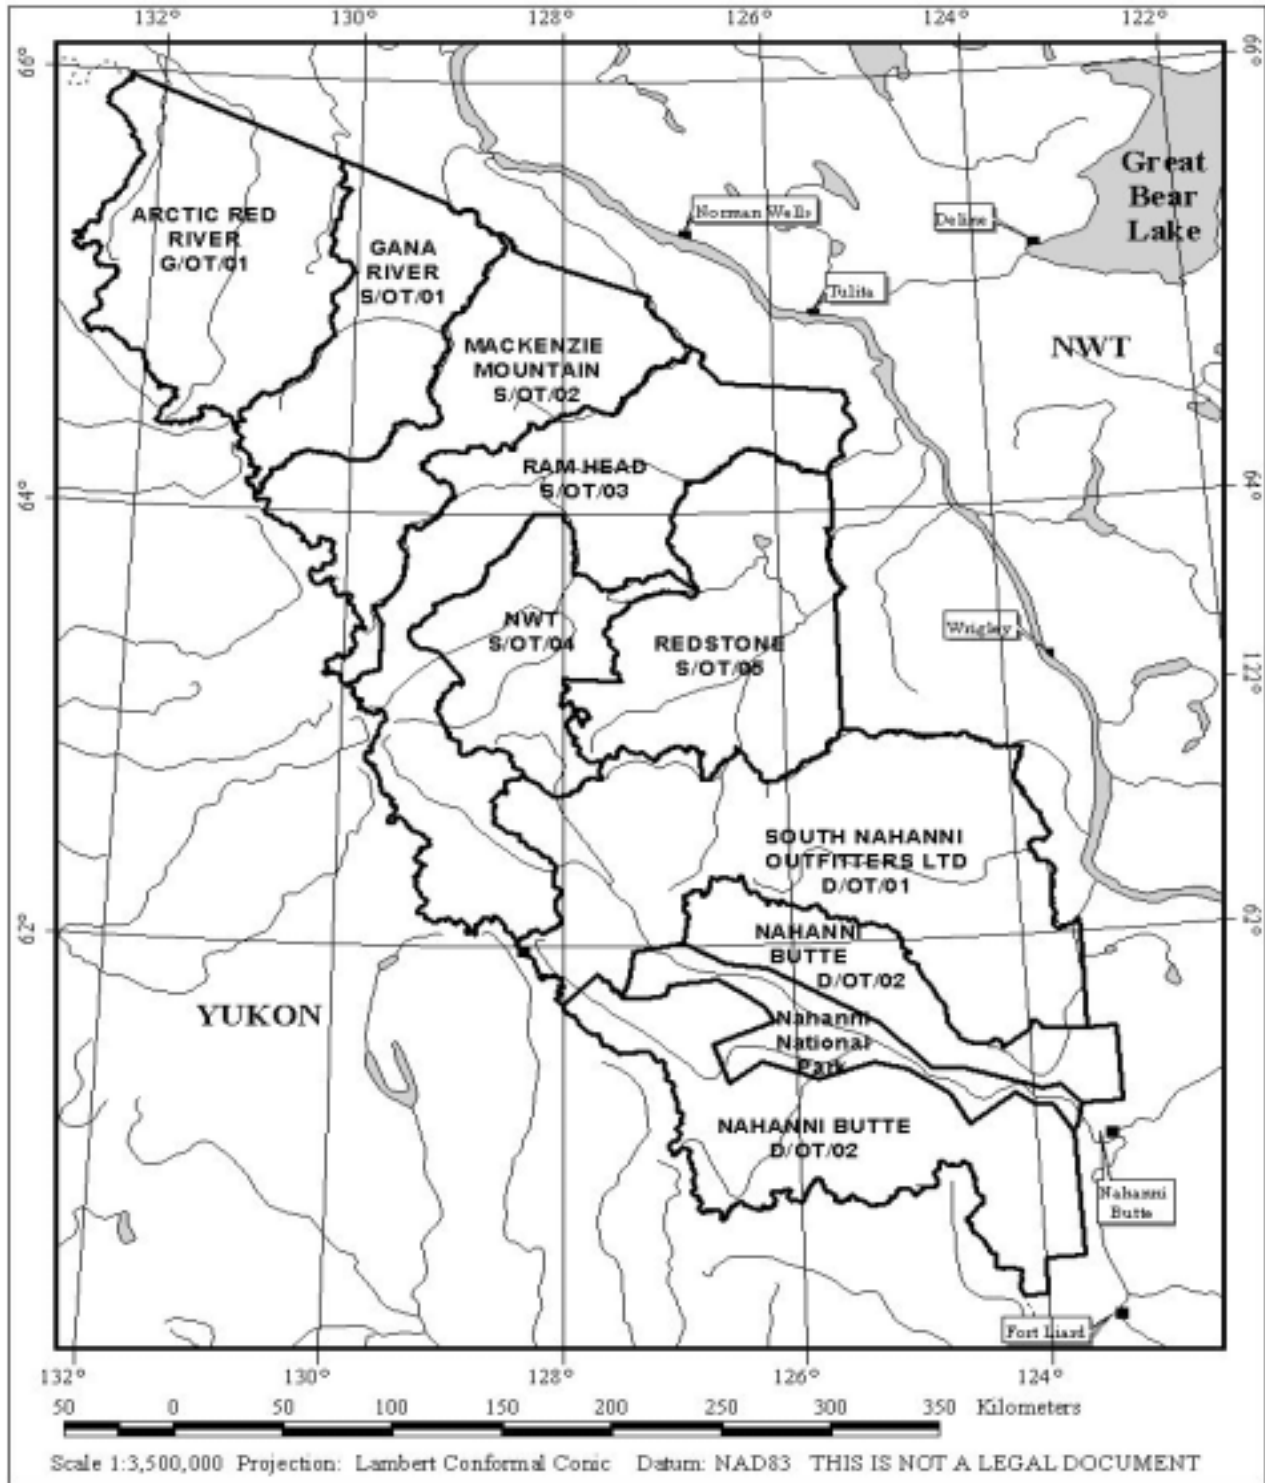 132° 130° 128° 126° 124° 122°
66°
66°
Great
Bear
Lake
Norman Wells
Deline
ARCTIC RED
RIVER
G/OT/01
GANA
RIVER
S/OT/01
Tulita
MACKENZIE
MOUNTAIN
S/OT/02
NWT
RAM HEAD
S/OT/03
64°
64°
NWT
S/OT/04
REDSTONE
S/OT/05
Wrigley
122°
SOUTH NAHANNI
OUTFITTERS LTD
D/OT/01
62°
62°
NAHANNI
BUTTE
D/OT/02
YUKON
Nahanni
National
Park
NAHANNI BUTTE
D/OT/02
Nahanni
Butte
Fort Liard
132° 130° 128° 126° 124°
50 0 50 100 150 200 250 300 350 Kilometers
Scale 1:3,500,000 Projection: Lambert Conformal Conic Datum: NAD83 THIS IS NOT A LEGAL DOCUMENT